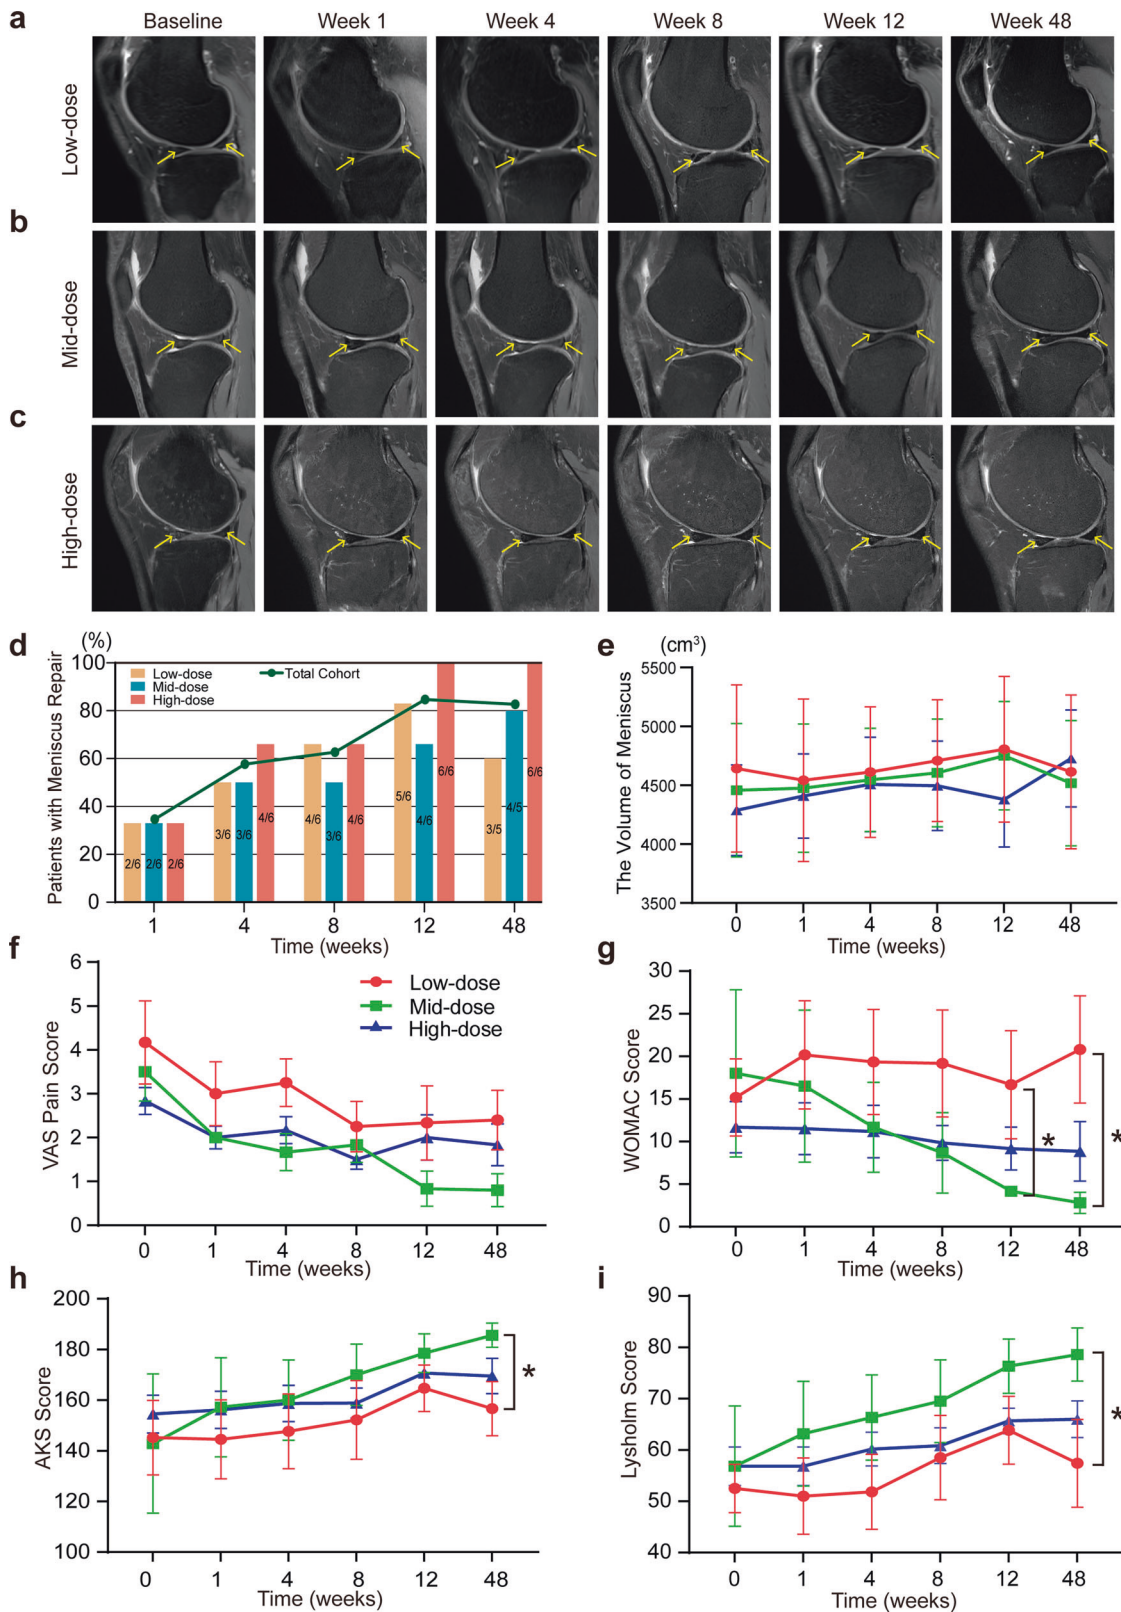 a
Baseline Week 1 Week 4 Week 8 Week 12 Week 48
Low-dose
b
Mid-dose
c
High-dose
d
(%)
Patients with Meniscus Repair
100
80
60
40
20
0
Low-dose
Mid-dose
High-dose
Total Cohort
2/6 2/6 2/6
3/6 3/6 4/6
4/6 3/6 4/6
5/6 4/6 6/6
3/5 4/5 6/6
1 4 8 12 48
Time (weeks)
e
(cm³)
The Volume of Meniscus
5500
5000
4500
4000
3500
0 1 4 8 12 48
Time (weeks)
f
VAS Pain Score
6
5
4
3
2
1
0
Low-dose
Mid-dose
High-dose
0 1 4 8 12 48
Time (weeks)
g
WOMAC Score
30
25
20
15
10
5
0
*
*
0 1 4 8 12 48
Time (weeks)
h
AKS Score
200
180
160
140
120
100
*
0 1 4 8 12 48
Time (weeks)
i
Lysholm Score
90
80
70
60
50
40
*
0 1 4 8 12 48
Time (weeks)